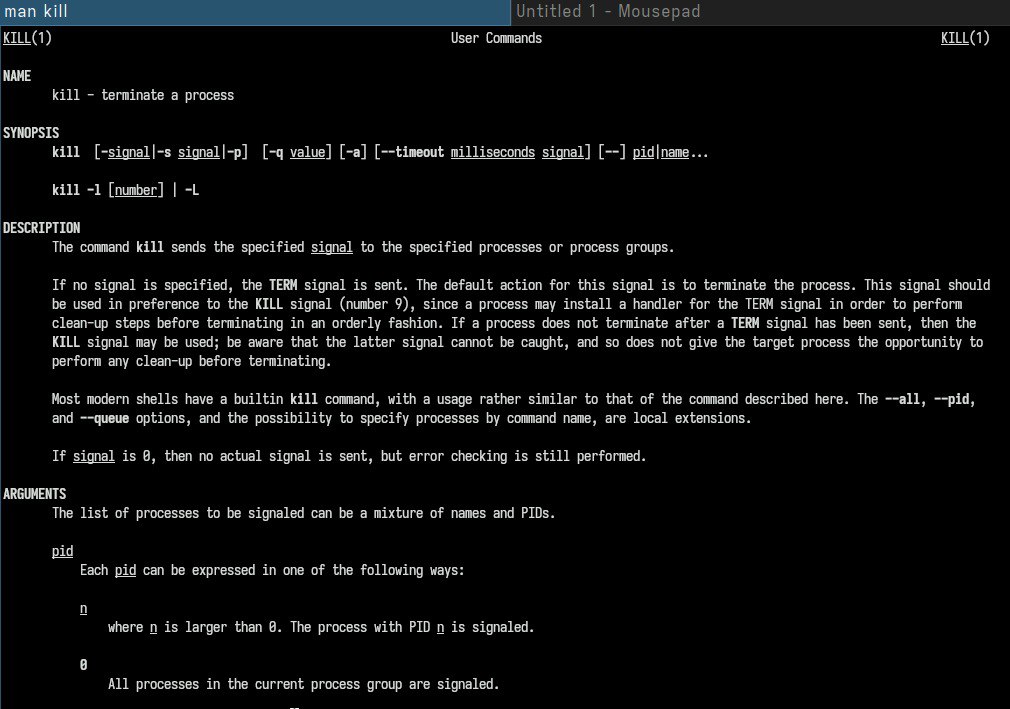 man kill
Untitled 1 - Mousepad
KILL(1) User Commands KILL(1)
NAME
kill - terminate a process
SYNOPSIS
kill [-signal|-s signal|-p] [-q value] [-a] [--timeout milliseconds signal] [--] pid|name...
kill -l [number] | -L
DESCRIPTION
The command kill sends the specified signal to the specified processes or process groups.
If no signal is specified, the TERM signal is sent. The default action for this signal is to terminate the process. This signal should
be used in preference to the KILL signal (number 9), since a process may install a handler for the TERM signal in order to perform
clean-up steps before terminating in an orderly fashion. If a process does not terminate after a TERM signal has been sent, then the
KILL signal may be used; be aware that the latter signal cannot be caught, and so does not give the target process the opportunity to
perform any clean-up before terminating.
Most modern shells have a builtin kill command, with a usage rather similar to that of the command described here. The --all, --pid,
and --queue options, and the possibility to specify processes by command name, are local extensions.
If signal is 0, then no actual signal is sent, but error checking is still performed.
ARGUMENTS
The list of processes to be signaled can be a mixture of names and PIDs.
pid
Each pid can be expressed in one of the following ways:
n
where n is larger than 0. The process with PID n is signaled.
0
All processes in the current process group are signaled.